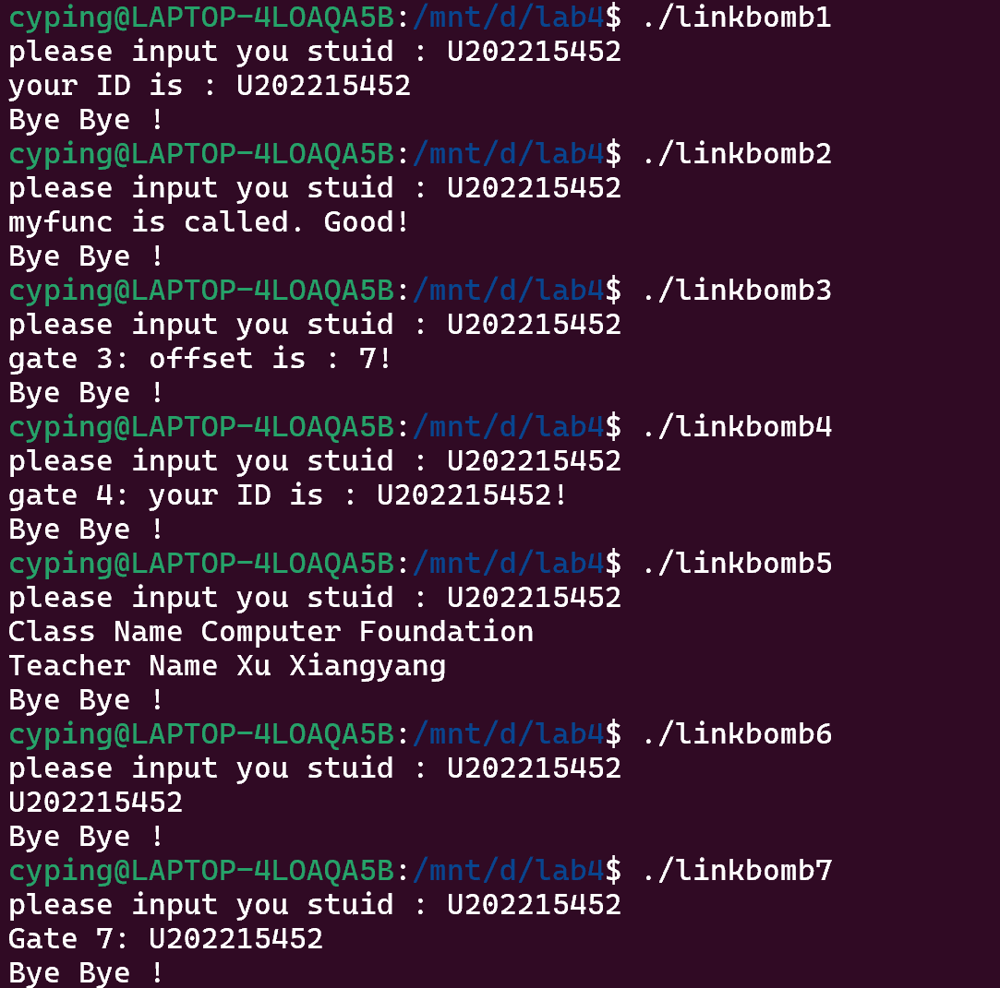 cyping@LAPTOP-4LOAQA5B:/mnt/d/lab4$ ./linkbomb1
please input you stuid : U202215452
your ID is : U202215452
Bye Bye !
cyping@LAPTOP-4LOAQA5B:/mnt/d/lab4$ ./linkbomb2
please input you stuid : U202215452
myfunc is called. Good!
Bye Bye !
cyping@LAPTOP-4LOAQA5B:/mnt/d/lab4$ ./linkbomb3
please input you stuid : U202215452
gate 3: offset is : 7!
Bye Bye !
cyping@LAPTOP-4LOAQA5B:/mnt/d/lab4$ ./linkbomb4
please input you stuid : U202215452
gate 4: your ID is : U202215452!
Bye Bye !
cyping@LAPTOP-4LOAQA5B:/mnt/d/lab4$ ./linkbomb5
please input you stuid : U202215452
Class Name Computer Foundation
Teacher Name Xu Xiangyang
Bye Bye !
cyping@LAPTOP-4LOAQA5B:/mnt/d/lab4$ ./linkbomb6
please input you stuid : U202215452
U202215452
Bye Bye !
cyping@LAPTOP-4LOAQA5B:/mnt/d/lab4$ ./linkbomb7
please input you stuid : U202215452
Gate 7: U202215452
Bye Bye !